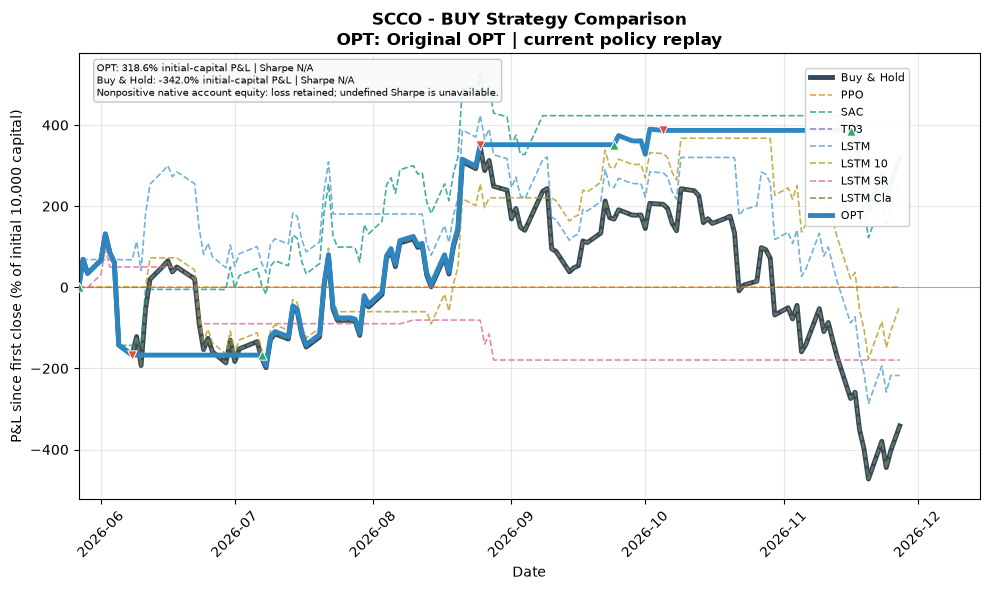 SCCO - BUY Strategy Comparison
OPT: Original OPT | current policy replay
OPT: 318.6% initial-capital P&L | Sharpe N/A
Buy & Hold: -342.0% initial-capital P&L | Sharpe N/A
Nonpositive native account equity: loss retained; undefined Sharpe is unavailable.
Buy & Hold
PPO
SAC
TD3
LSTM
LSTM 10
LSTM SR
LSTM Cla
OPT
P&L since first close (% of initial 10,000 capital)
400
200
0
−200
−400
2026-06
2026-07
2026-08
2026-09
2026-10
2026-11
2026-12
Date